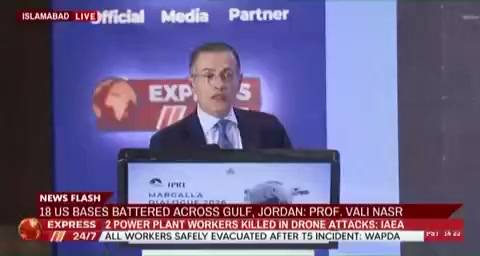 ISLAMABAD LIVE
Official Media Partner
EXPRESS
IPRI
MARGALLA
DIALOGUE 2026
NEWS FLASH
18 US BASES BATTERED ACROSS GULF, JORDAN: PROF. VALI NASR
EXPRESS 2 POWER PLANT WORKERS KILLED IN DRONE ATTACKS: IAEA
24/7 ALL WORKERS SAFELY EVACUATED AFTER T5 INCIDENT: WAPDA